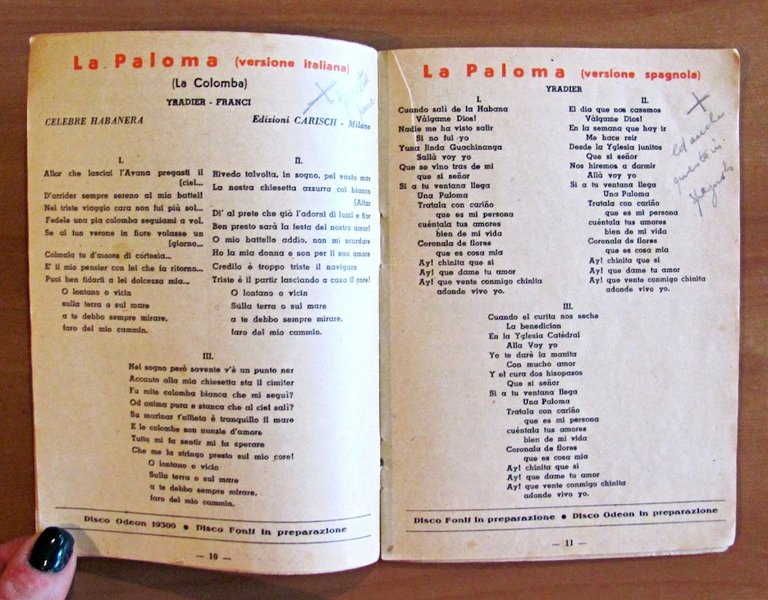 La Paloma (versione italiana)
(La Colomba)
YRADIER - FRANCI
CELEBRE HABANERA Edizioni CARISCH - Milano
I.
Allor che lasciai l'Avana pregasti il
[ciel...
D'arrider sempre sereno al mio battel!
Nel triste viaggio cara non fui più sol...
Fedele una pia colomba seguiami a vol.
Se al tuo verone in fiore volasse un
[giorno...
Colmala tu d'amore di cortesia...
E' il mio pensier con lei che fa ritorno...
Puoi ben fidarti a lei dolcezza mia...
O lontano o vicin
sulla terra o sul mare
a te debbo sempre mirare,
faro del mio cammin.
II.
Rivedo talvolta, in sogno, pel vasto mar
La nostra chiesetta azzurra col bianco
[Altar
Di' al prete che già l'adorni di lumi e fior
Ben presto sarà la festa del nostro amor!
O mio battello addio, non mi scordare
Ho la mia donna e son per il suo amore
Credilo è troppo triste il navigare
Triste è il partir lasciando a casa il core!
O lontano o vicin
Sulla terra o sul mare
a te debbo sempre mirare,
faro del mio cammin.
III.
Nel sogno però sovente v'è un punto ner
Accanto alla mia chiesetta sta il cimiter
Fu mite colomba bianca che mi seguì?
Od anima pura e stanca che al ciel salì?
Su marinar t'allieta è tranquillo il mare
E le colombe son nunzie d'amore
Tutto mi fa sentir mi fa sperare
Che me la stringo presto sul mio core!
O lontano o vicin
Sulla terra o sul mare
a te debbo sempre mirare,
faro del mio cammin.
Disco Odeon 19300 ● Disco Fonit in preparazione
— 10 —
La Paloma (versione spagnola)
YRADIER
I.
Cuando salì de la Habana
Vàlgame Dios!
Nadie me ha visto salir
Si no fuì yo
Yuna linda Guachinanga
Sallà voy yo
Que se vino tras de mi
que si señor
Si a tu ventana llega
Una Paloma
Tratala con cariño
que es mi persona
cuéntala tus amores
bien de mi vida
Coronala de flores
que es cosa mia
Ay! chinita que si
Ay! que dame tu amor
Ay! que vente conmigo chinita
adonde vivo yo.
II.
El dia que nos casemos
Vàlgame Dios!
En la semana que hay ir
Me hace reir
Desde la Yglesia junitos
Que si señor
Nos hiremos a dormir
Allà voy yo
Si a tu ventana llega
Una Paloma
Tratala con cariño
que es mi persona
cuéntala tus amores
bien de mi vida
Coronala de flores
que es cosa mia
Ay! chinita que si
Ay! que dame tu amor
Ay! que vente conmigo chinita
adonde vivo yo.
III.
Cuando el curita nos seche
La benedicion
En la Yglesia Catédral
Alla Voy yo
Yo te daré la manita
Con mucho amor
Y el cura dos hisopazos
Que si señor
Si a tu ventana llega
Una Paloma
Tratala con cariño
que es mi persona
cuéntala tus amores
bien de mi vida
Coronala de flores
que es cosa mia
Ay! chinita que si
Ay! que dame tu amor
Ay! que vente conmigo chinita
adonde vivo yo.
Disco Fonit in preparazione ● Disco Odeon in preparazione
— 11 —